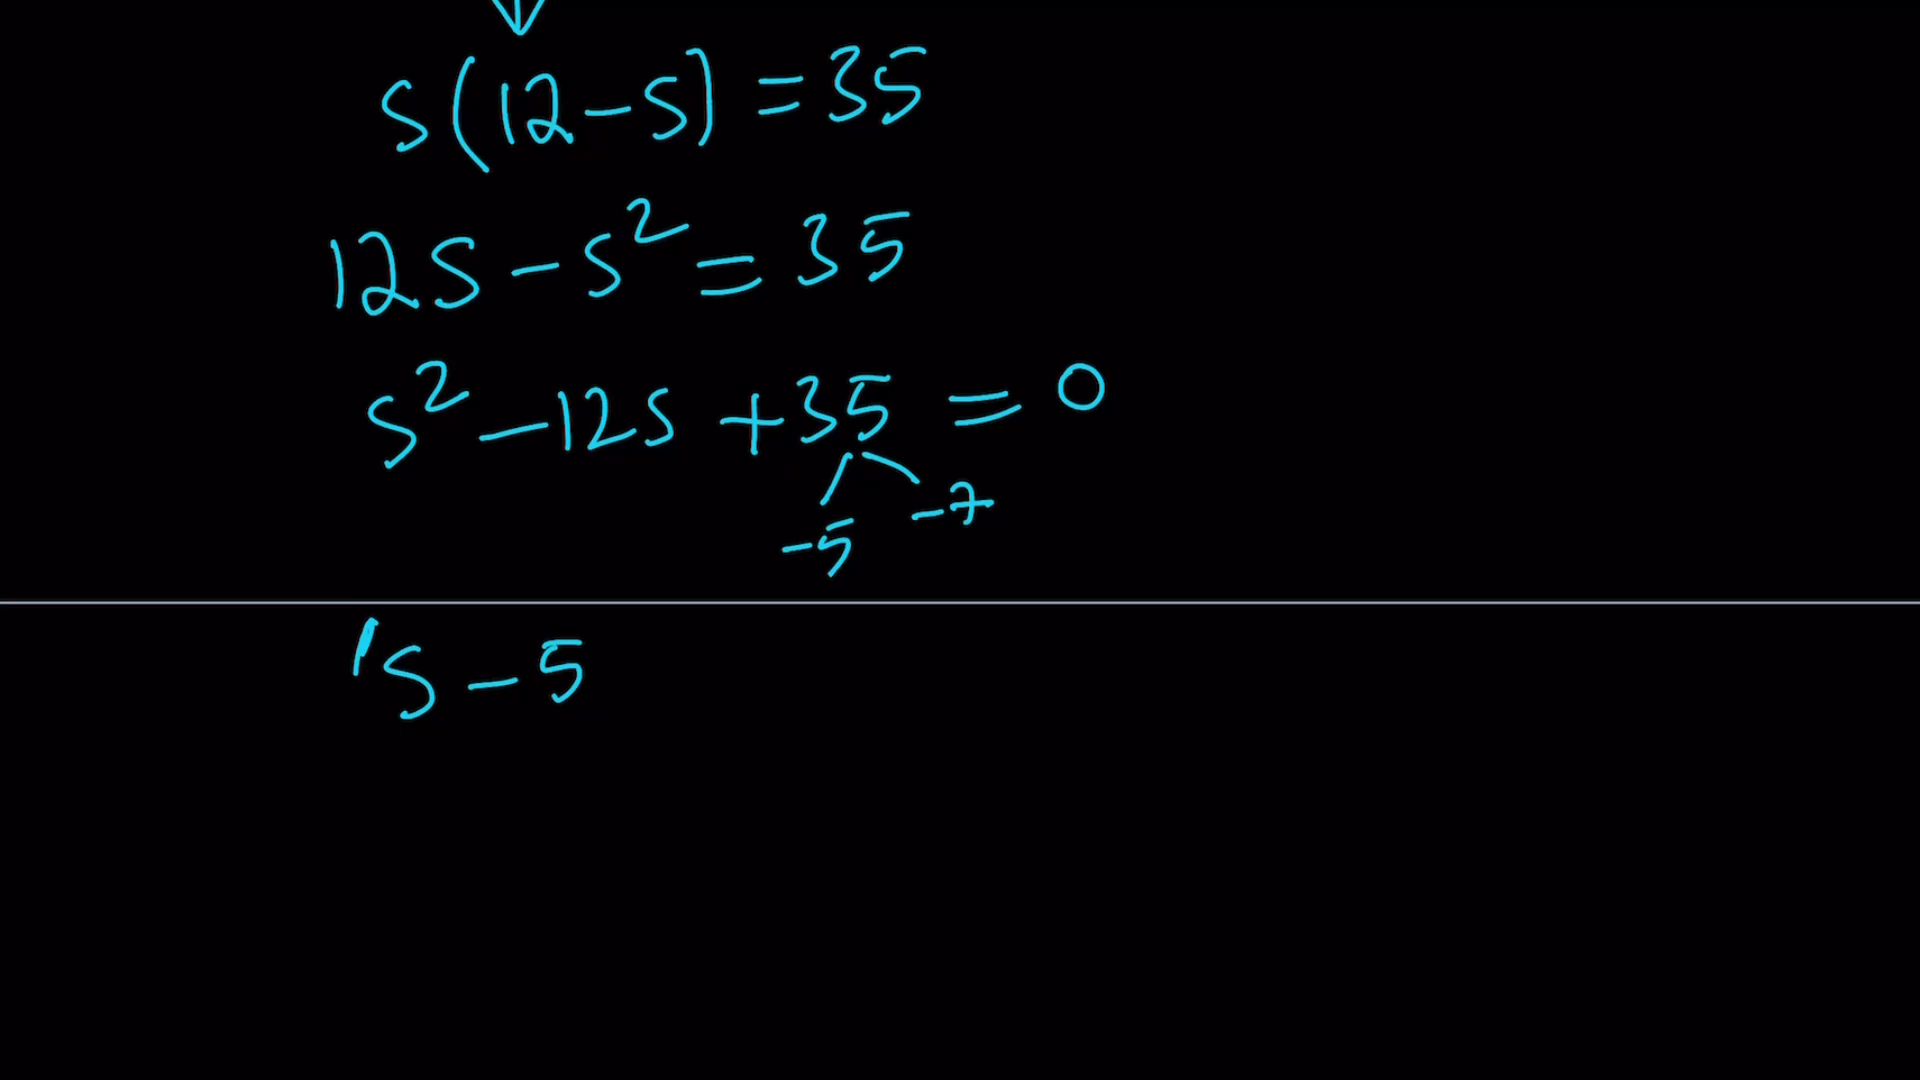 s(12-s) = 35
12s - s² = 35
s² - 12s + 35 = 0
-5 -7
(s - 5